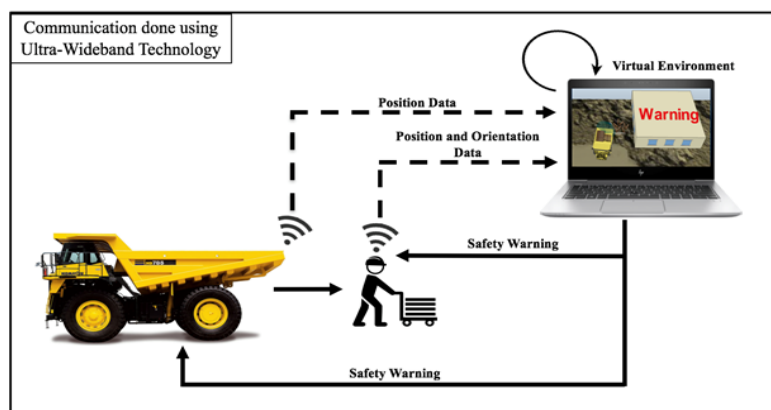 Communication done using
Ultra-Wideband Technology
Virtual Environment
Position Data
Warning
Position and Orientation
Data
Safety Warning
Safety Warning